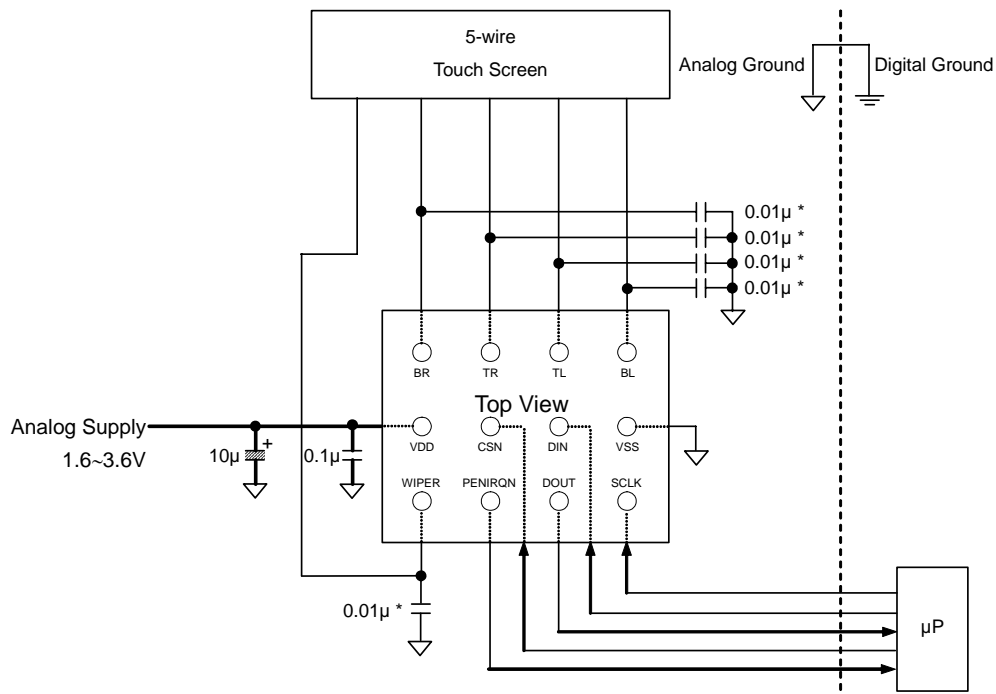 5-wire
Touch Screen
Analog Ground
Digital Ground
0.01µ *
0.01µ *
0.01µ *
0.01µ *
BR
TR
TL
BL
Top View
Analog Supply
1.6~3.6V
10µ
+
0.1µ
VDD
CSN
DIN
VSS
WIPER
PENIRQN
DOUT
SCLK
0.01µ *
µP